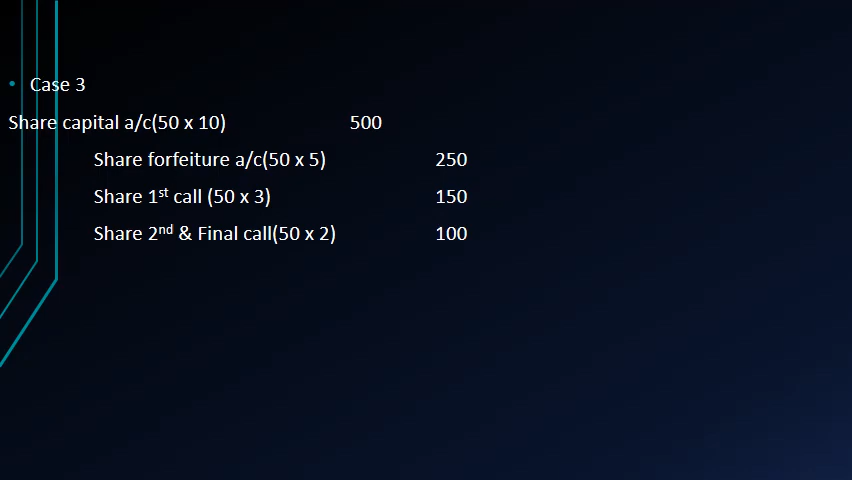 • Case 3
Share capital a/c(50 x 10) 500
Share forfeiture a/c(50 x 5) 250
Share 1st call (50 x 3) 150
Share 2nd & Final call(50 x 2) 100